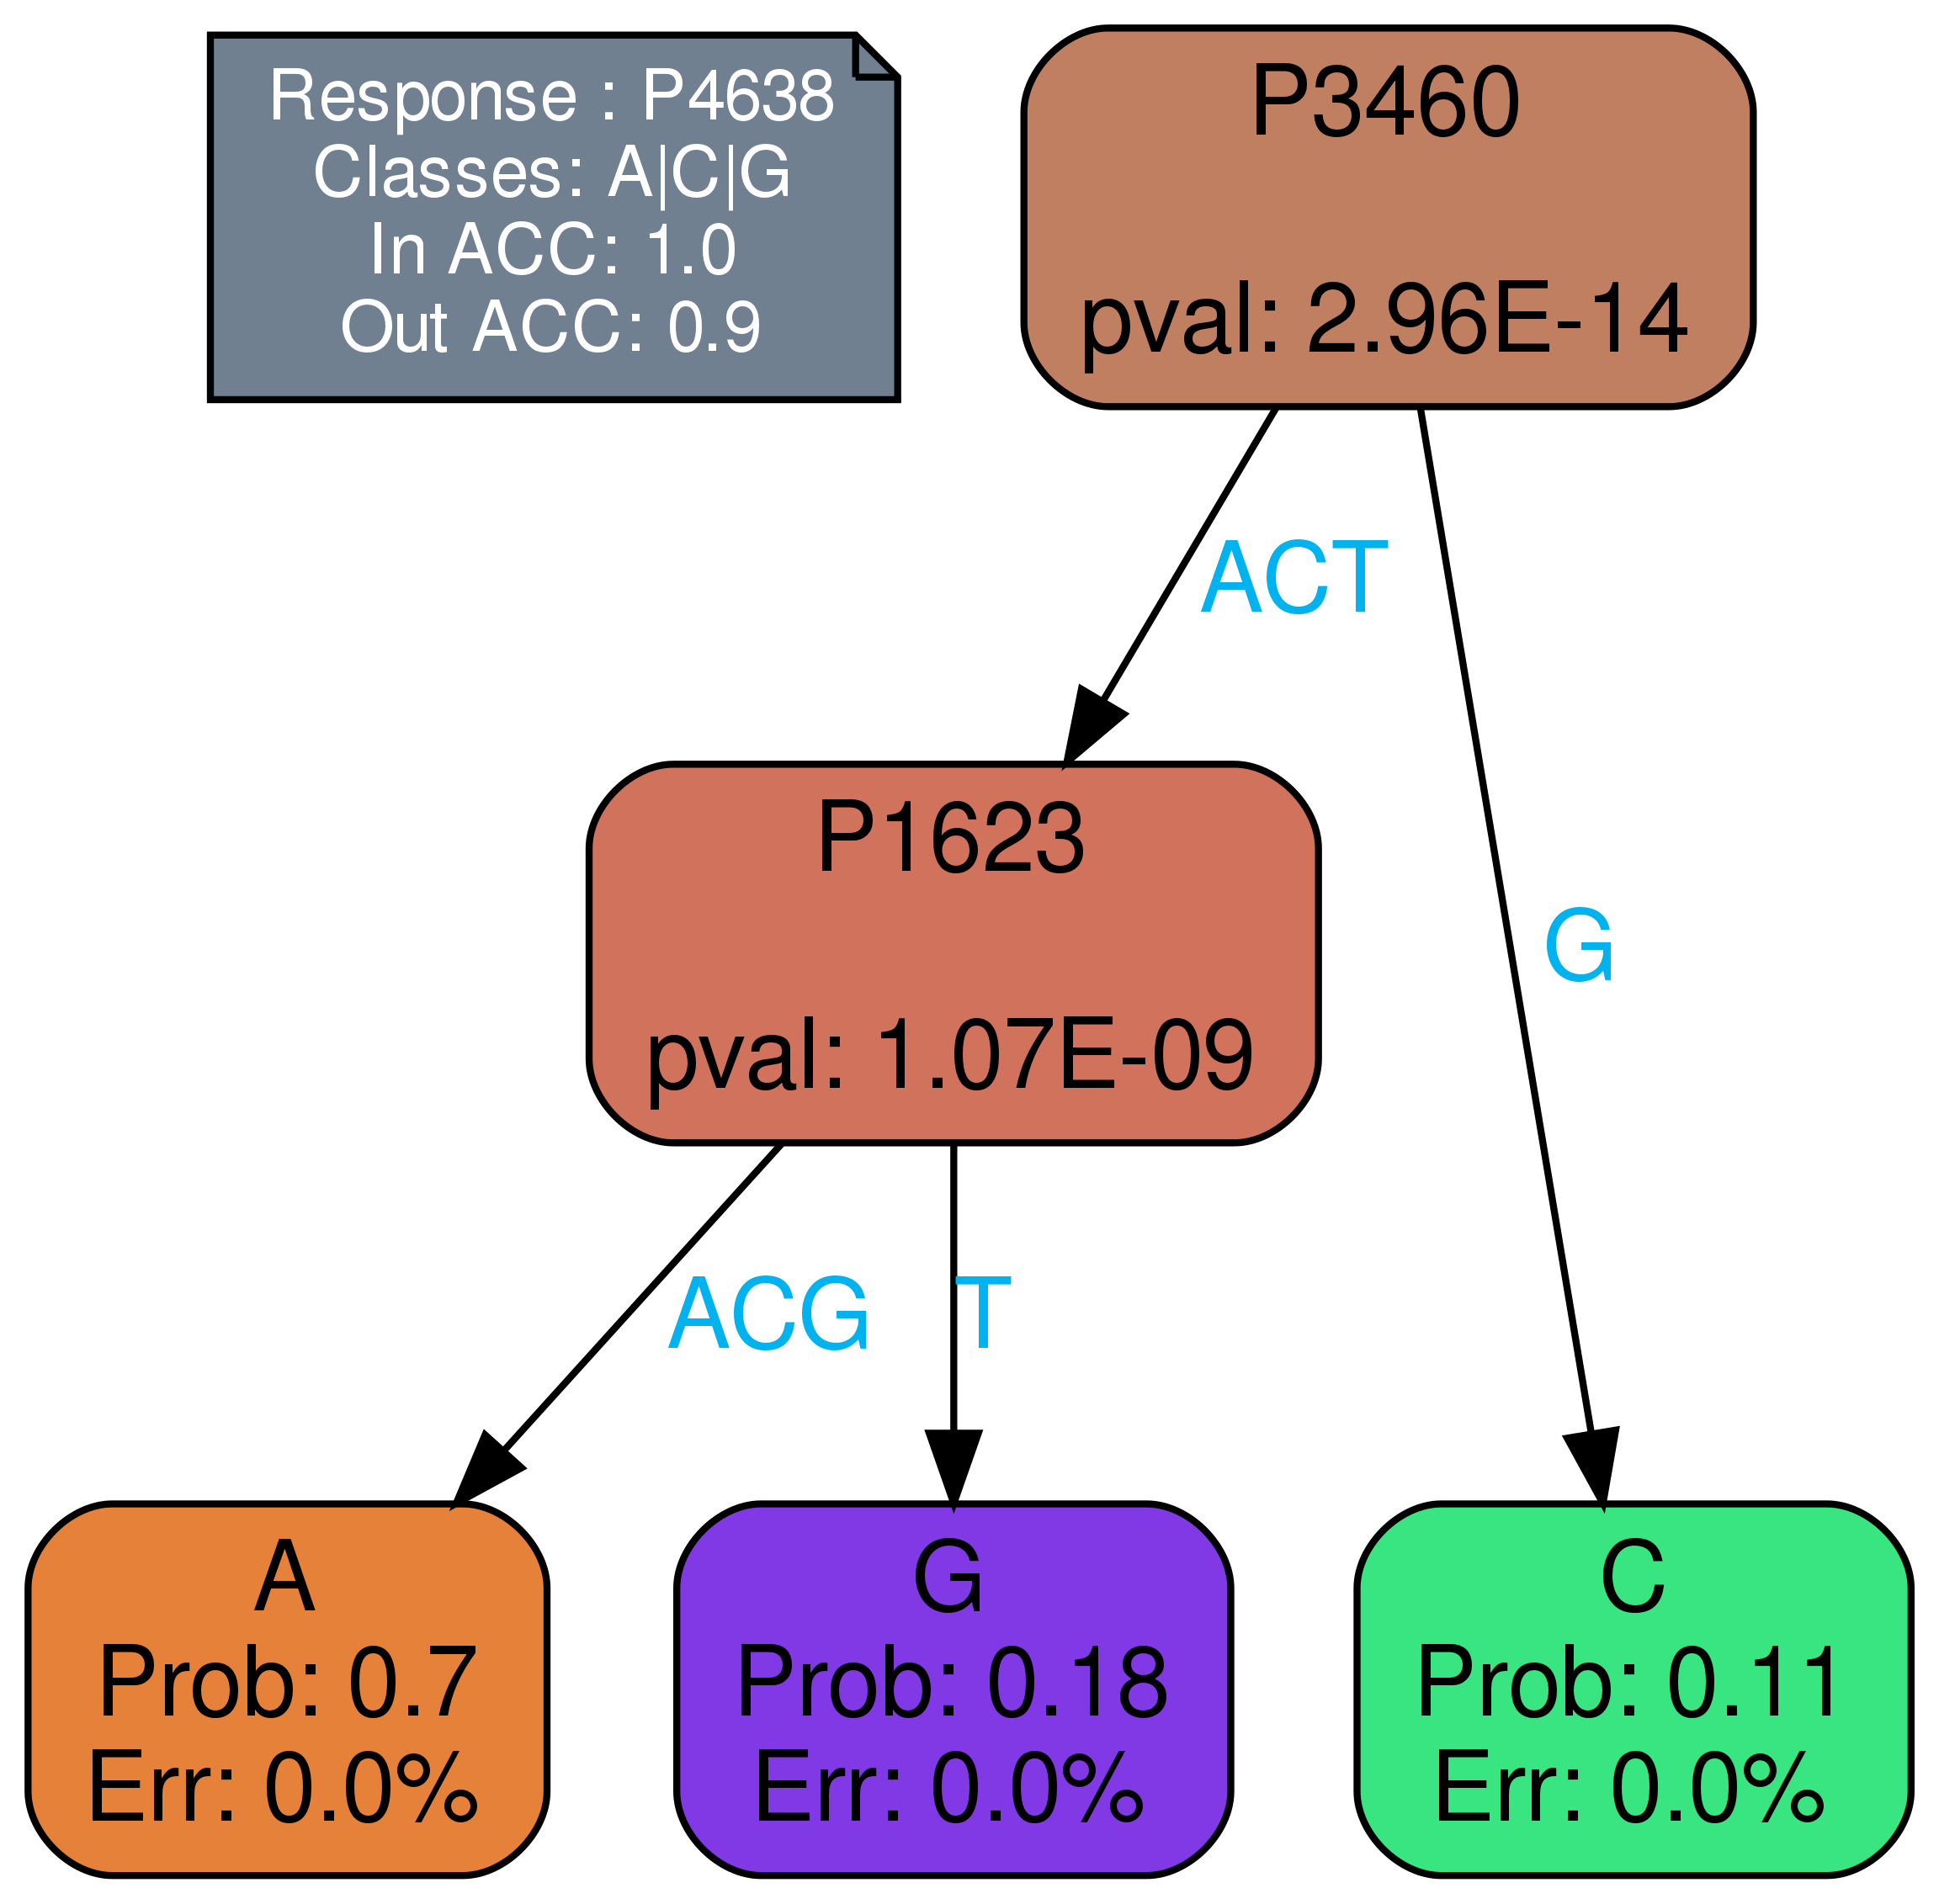 Response : P4638
Classes: A|C|G
In ACC: 1.0
Out ACC: 0.9
P3460
pval: 2.96E-14
ACT
P1623
pval: 1.07E-09
G
ACG
T
A
Prob: 0.7
Err: 0.0%
G
Prob: 0.18
Err: 0.0%
C
Prob: 0.11
Err: 0.0%